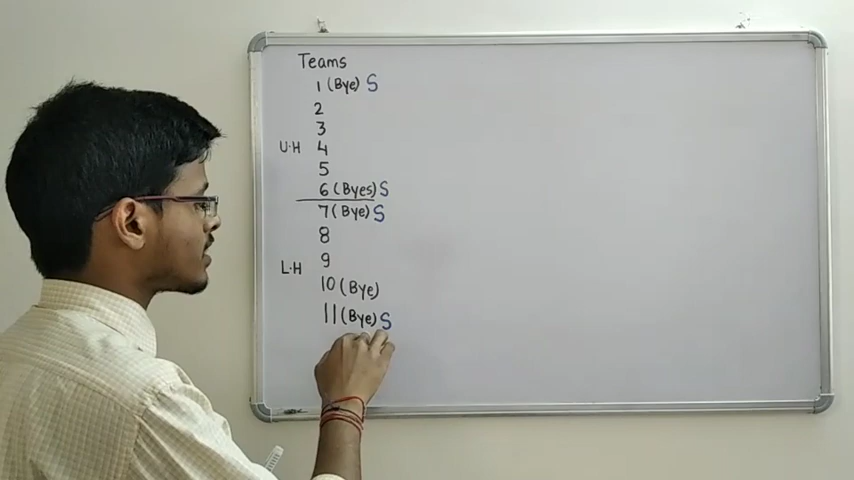 Teams
1 (Bye) S
2
3
U.H 4
5
6 (Byes) S
7 (Bye) S
8
9
L.H
10 (Bye)
11 (Bye) S